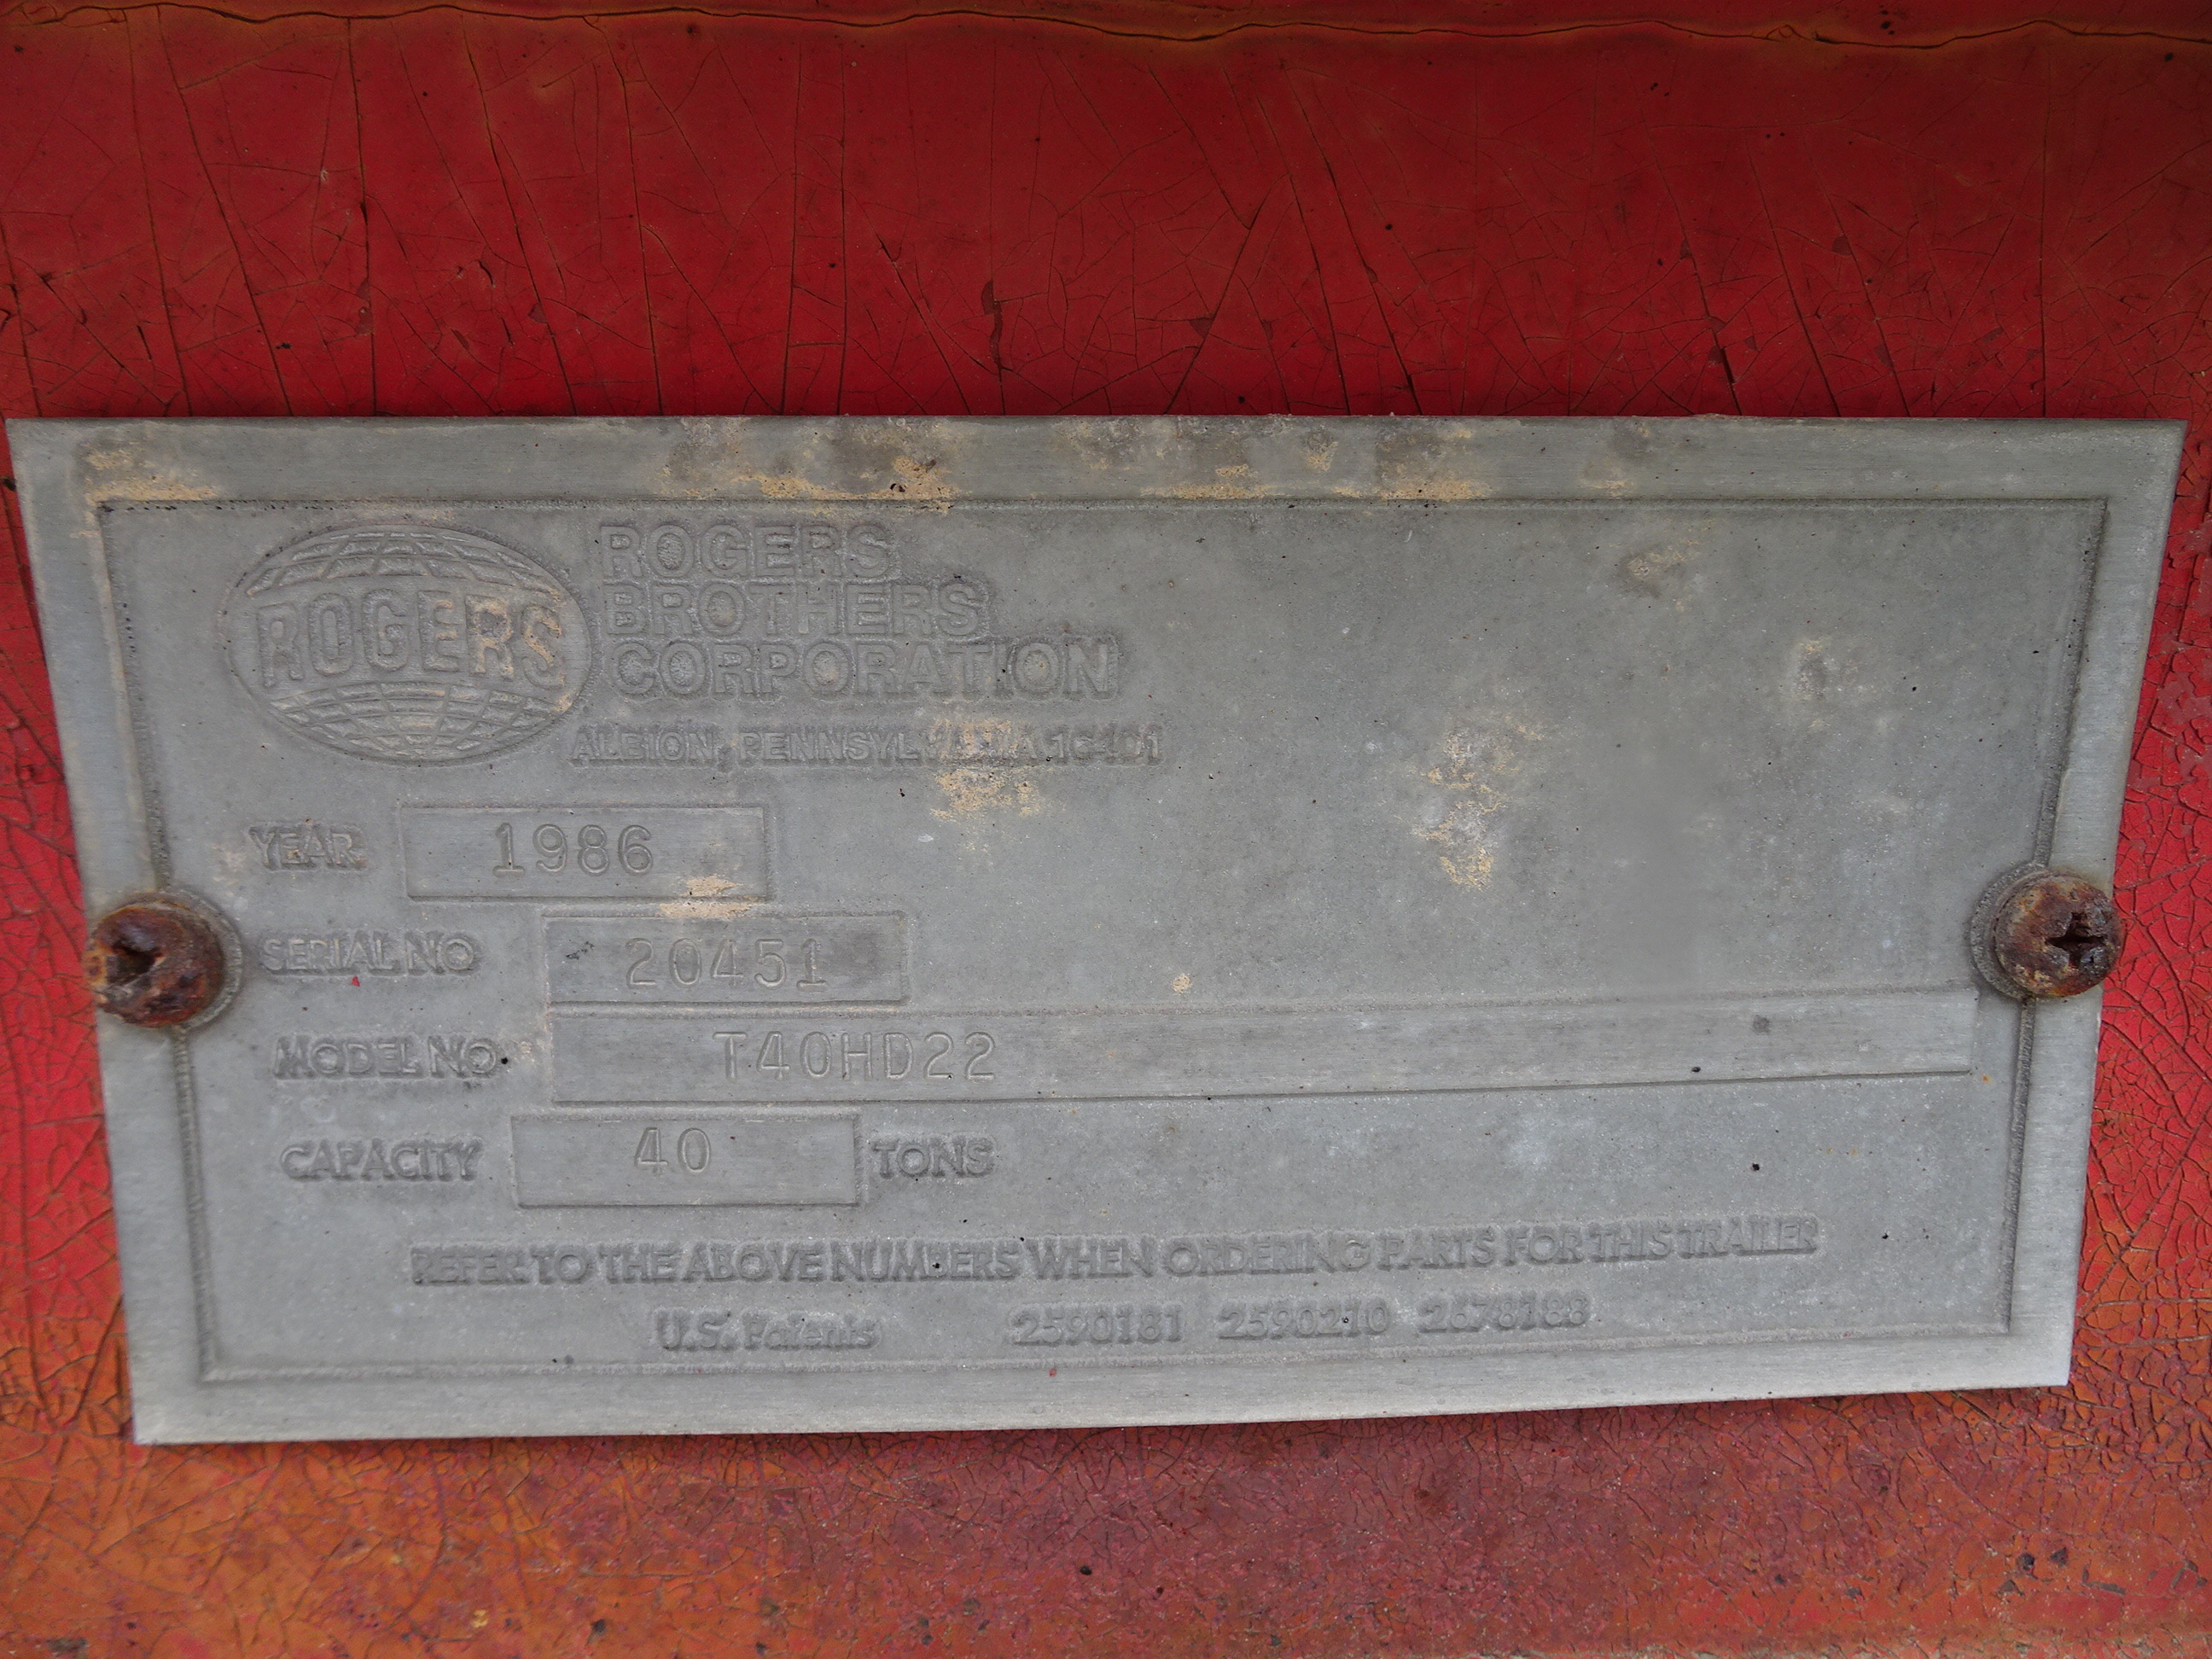 ROGERS
ROGERS
BROTHERS
CORPORATION
ALBION, PENNSYLVANIA 16401
YEAR 1986
SERIAL NO 20451
MODEL NO. T40HD22
CAPACITY 40 TONS
REFER TO THE ABOVE NUMBERS WHEN ORDERING PARTS FOR THIS TRAILER
U.S. Patents 2590181 2590210 2678188